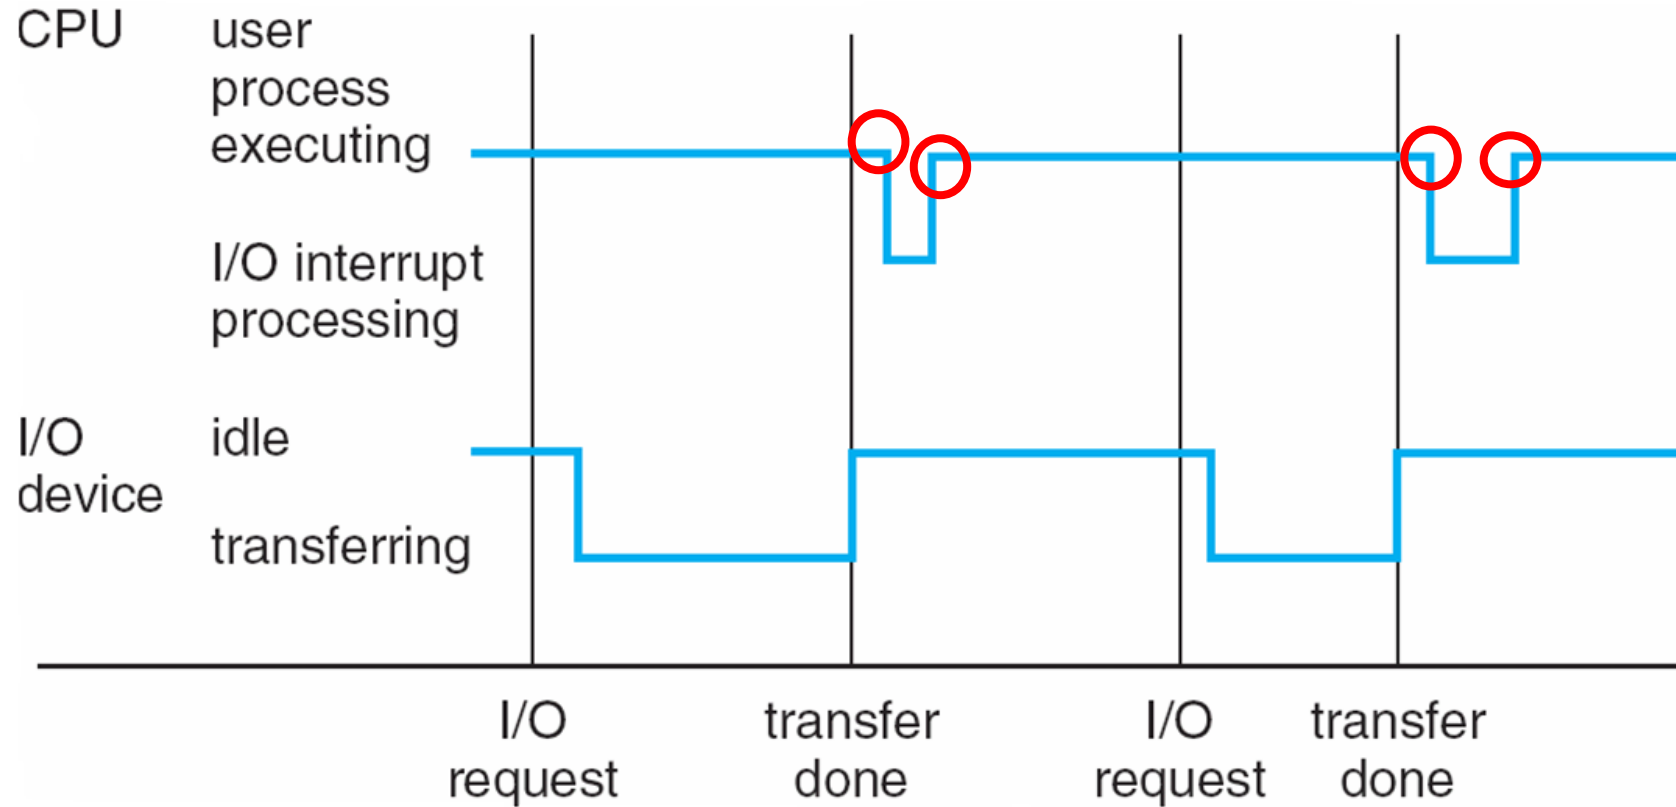 CPU user
process
executing
I/O interrupt
processing
I/O idle
device
transferring
I/O transfer I/O transfer
request done request done